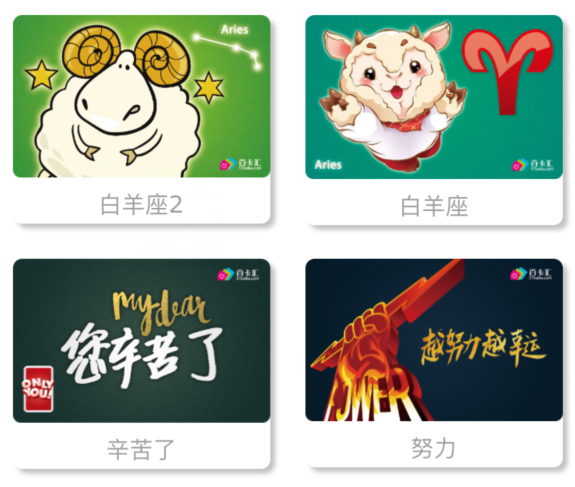 Aries
百卡汇
白羊座2
Aries
百卡汇
白羊座
百卡汇
my dear
您辛苦了
ONLY
YOU!
辛苦了
百卡汇
越努力越幸运
POWER
努力